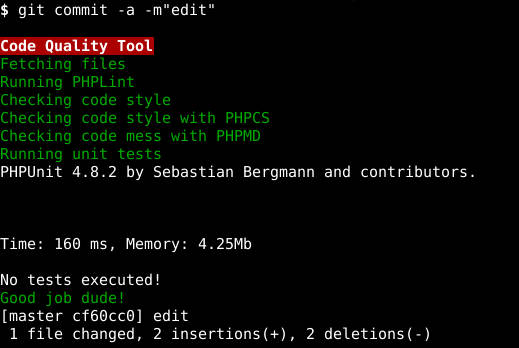 $ git commit -a -m"edit"
Code Quality Tool
Fetching files
Running PHPLint
Checking code style
Checking code style with PHPCS
Checking code mess with PHPMD
Running unit tests
PHPUnit 4.8.2 by Sebastian Bergmann and contributors.
Time: 160 ms, Memory: 4.25Mb
No tests executed!
Good job dude!
[master cf60cc0] edit
1 file changed, 2 insertions(+), 2 deletions(-)